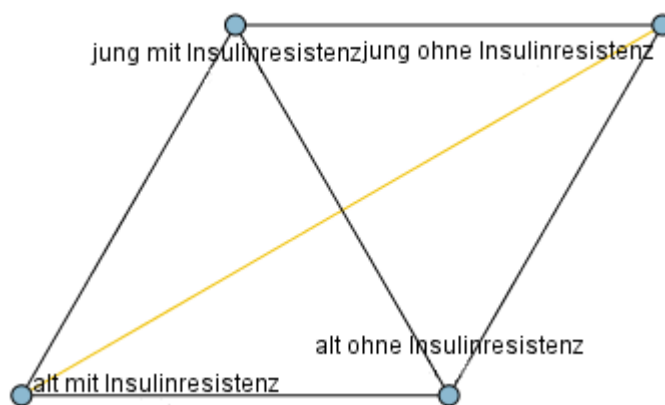 jung mit Insulinresistenz
jung ohne Insulinresistenz
alt ohne Insulinresistenz
alt mit Insulinresistenz